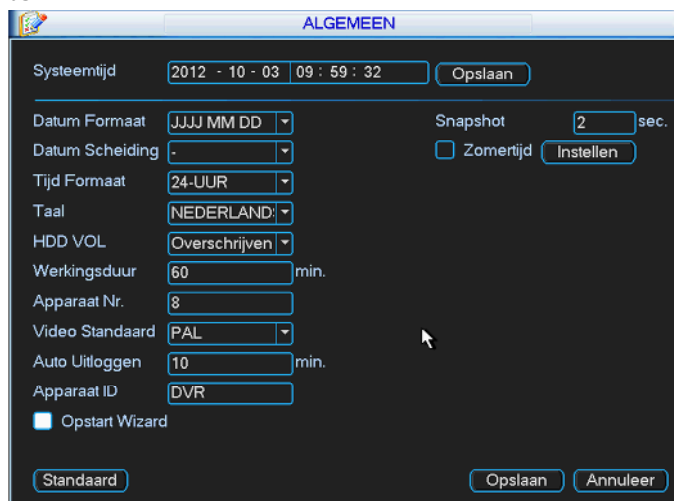 ALGEMEEN
Systeemtijd 2012 - 10 - 03 09 : 59 : 32 Opslaan
Datum Formaat JJJJ MM DD Snapshot 2 sec.
Datum Scheiding - Zomertijd Instellen
Tijd Formaat 24-UUR
Taal NEDERLAND
HDD VOL Overschrijven
Werkingsduur 60 min.
Apparaat Nr. 8
Video Standaard PAL
Auto Uitloggen 10 min.
Apparaat ID DVR
Opstart Wizard
Standaard Opslaan Annuleer